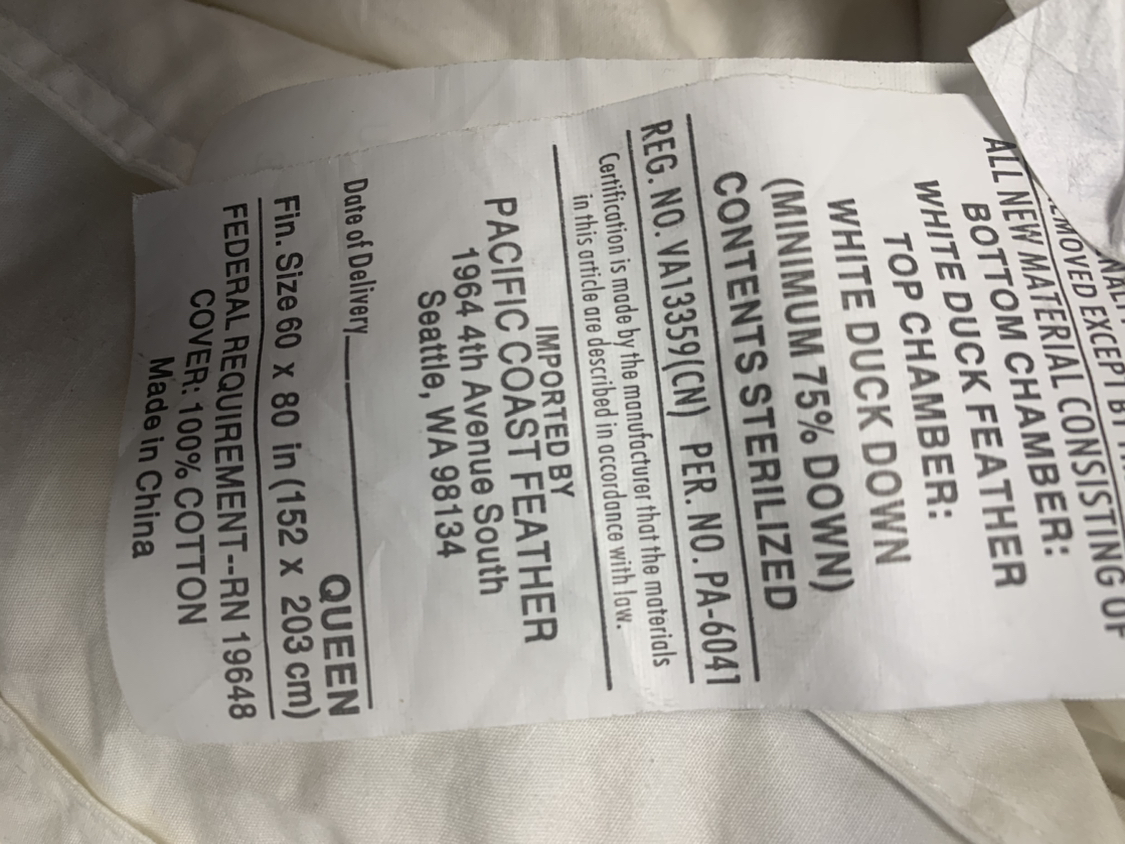 REMOVED EXCEPT BY
ALL NEW MATERIAL CONSISTING OF
BOTTOM CHAMBER:
WHITE DUCK FEATHER
TOP CHAMBER:
WHITE DUCK DOWN
(MINIMUM 75% DOWN)
CONTENTS STERILIZED
REG. NO. VA13359(CN) PER. NO. PA-6041
Certification is made by the manufacturer that the materials
in this article are described in accordance with law.
IMPORTED BY
PACIFIC COAST FEATHER
1964 4th Avenue South
Seattle, WA 98134
Date of Delivery
QUEEN
Fin. Size 60 x 80 in (152 x 203 cm)
FEDERAL REQUIREMENT--RN 19648
COVER: 100% COTTON
Made in China